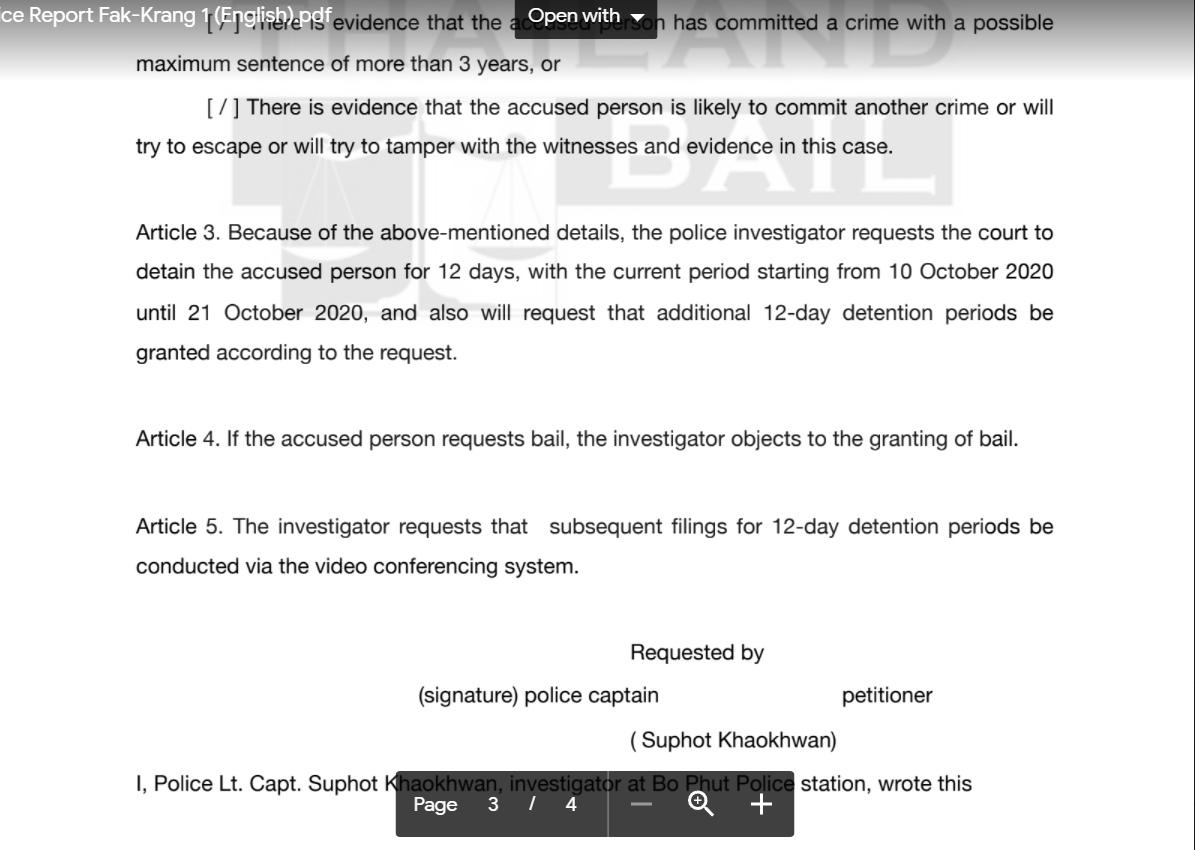 ice Report Fak-Krang 1 (English).pdf
Open with
[ / ] There is evidence that the accused person has committed a crime with a possible
maximum sentence of more than 3 years, or
[ / ] There is evidence that the accused person is likely to commit another crime or will
try to escape or will try to tamper with the witnesses and evidence in this case.
THAILAND
BAIL
Article 3. Because of the above-mentioned details, the police investigator requests the court to
detain the accused person for 12 days, with the current period starting from 10 October 2020
until 21 October 2020, and also will request that additional 12-day detention periods be
granted according to the request.
Article 4. If the accused person requests bail, the investigator objects to the granting of bail.
Article 5. The investigator requests that subsequent filings for 12-day detention periods be
conducted via the video conferencing system.
Requested by
(signature) police captain petitioner
( Suphot Khaokhwan)
I, Police Lt. Capt. Suphot Khaokhwan, investigator at Bo Phut Police station, wrote this
Page 3 / 4